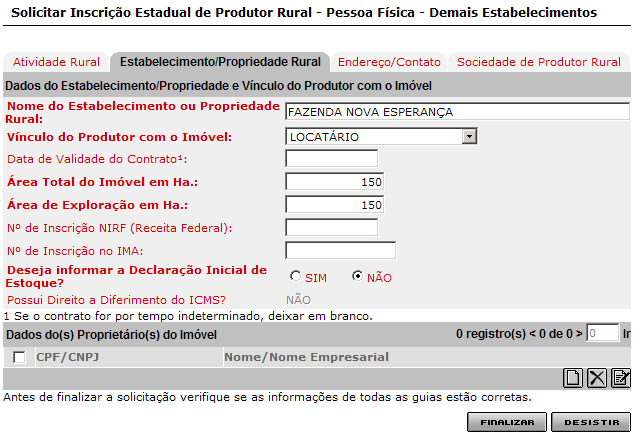 Solicitar Inscrição Estadual de Produtor Rural - Pessoa Física - Demais Estabelecimentos
Atividade Rural Estabelecimento/Propriedade Rural Endereço/Contato Sociedade de Produtor Rural
Dados do Estabelecimento/Propriedade e Vínculo do Produtor com o Imóvel
Nome do Estabelecimento ou Propriedade Rural: FAZENDA NOVA ESPERANÇA
Vínculo do Produtor com o Imóvel: LOCATÁRIO
Data de Validade do Contrato¹:
Área Total do Imóvel em Ha.: 150
Área de Exploração em Ha.: 150
Nº de Inscrição NIRF (Receita Federal):
Nº de Inscrição no IMA:
Deseja informar a Declaração Inicial de Estoque? SIM NÃO
Possui Direito a Diferimento do ICMS? NÃO
1 Se o contrato for por tempo indeterminado, deixar em branco.
Dados do(s) Proprietário(s) do Imóvel 0 registro(s) < 0 de 0 > 0 Ir
CPF/CNPJ Nome/Nome Empresarial
Antes de finalizar a solicitação verifique se as informações de todas as guias estão corretas.
FINALIZAR DESISTIR